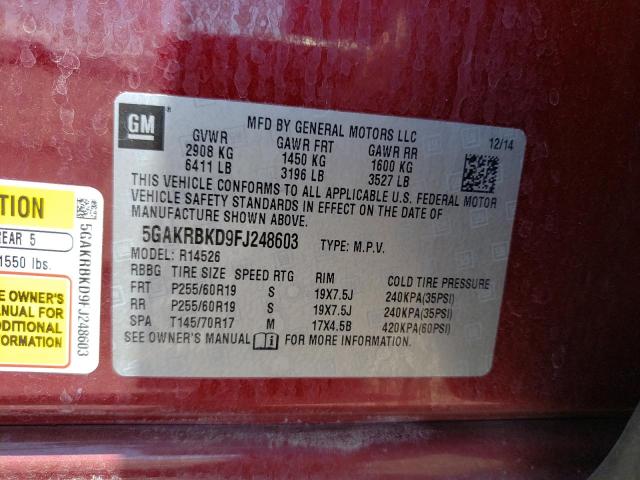 GM
MFD BY GENERAL MOTORS LLC
12/14
GVWR GAWR FRT GAWR RR
2908 KG 1450 KG 1600 KG
6411 LB 3196 LB 3527 LB
THIS VEHICLE CONFORMS TO ALL APPLICABLE U.S. FEDERAL MOTOR
VEHICLE SAFETY STANDARDS IN EFFECT ON THE DATE OF
MANUFACTURE SHOWN ABOVE.
5GAKRBKD9FJ248603 TYPE: M.P.V.
MODEL: R14526
RBBG TIRE SIZE SPEED RTG RIM COLD TIRE PRESSURE
FRT P255/60R19 S 19X7.5J 240KPA(35PSI)
RR P255/60R19 S 19X7.5J 240KPA(35PSI)
SPA T145/70R17 M 17X4.5B 420KPA(60PSI)
SEE OWNER'S MANUAL FOR MORE INFORMATION.
TION
REAR 5
1550 lbs.
E OWNER'S
ANUAL FOR
DDITIONAL
FORMATION
5GAKRBKD9FJ248603